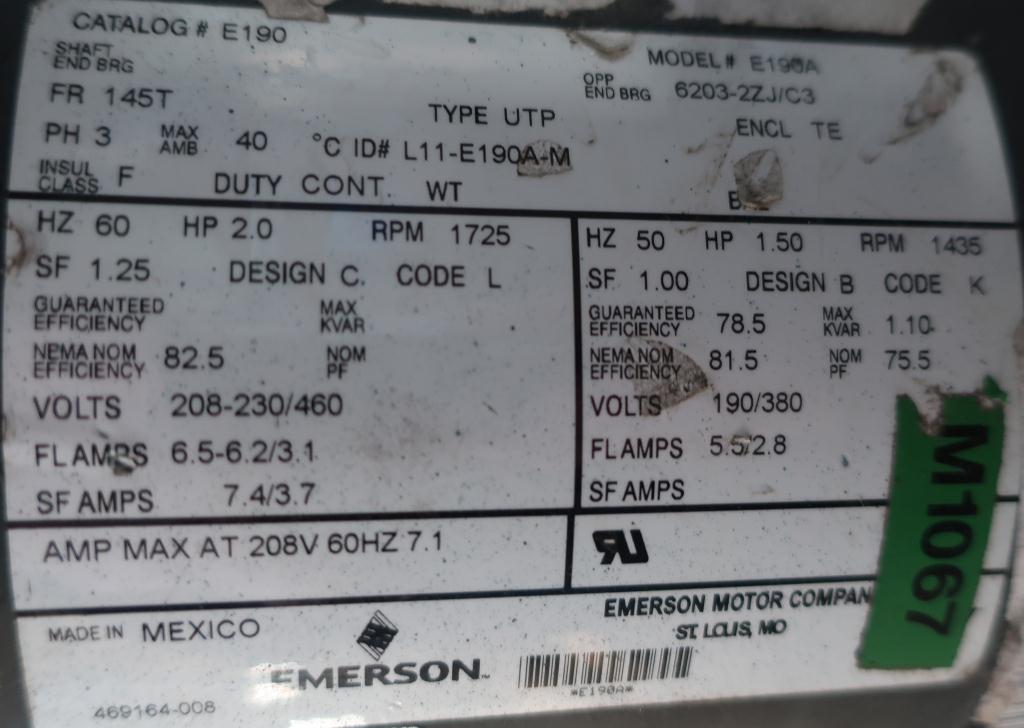 CATALOG # E190
MODEL # E190A
SHAFT END BRG
OPP END BRG 6203-2ZJ/C3
FR 145T
TYPE UTP
ENCL TE
PH 3 MAX AMB 40 °C ID# L11-E190A-M
INSUL CLASS F DUTY CONT. WT
HZ 60 HP 2.0 RPM 1725
SF 1.25 DESIGN C. CODE L
GUARANTEED EFFICIENCY MAX KVAR
NEMA NOM EFFICIENCY 82.5 NOM PF
VOLTS 208-230/460
FL AMPS 6.5-6.2/3.1
SF AMPS 7.4/3.7
HZ 50 HP 1.50 RPM 1435
SF 1.00 DESIGN B CODE K
GUARANTEED EFFICIENCY 78.5 MAX KVAR 1.10
NEMA NOM EFFICIENCY 81.5 NOM PF 75.5
VOLTS 190/380
FL AMPS 5.5/2.8
SF AMPS
AMP MAX AT 208V 60HZ 7.1
RU
M1067
MADE IN MEXICO
EMERSON MOTOR COMPAN
ST. LOUIS, MO
EMERSON™
*E190A*
469164-008